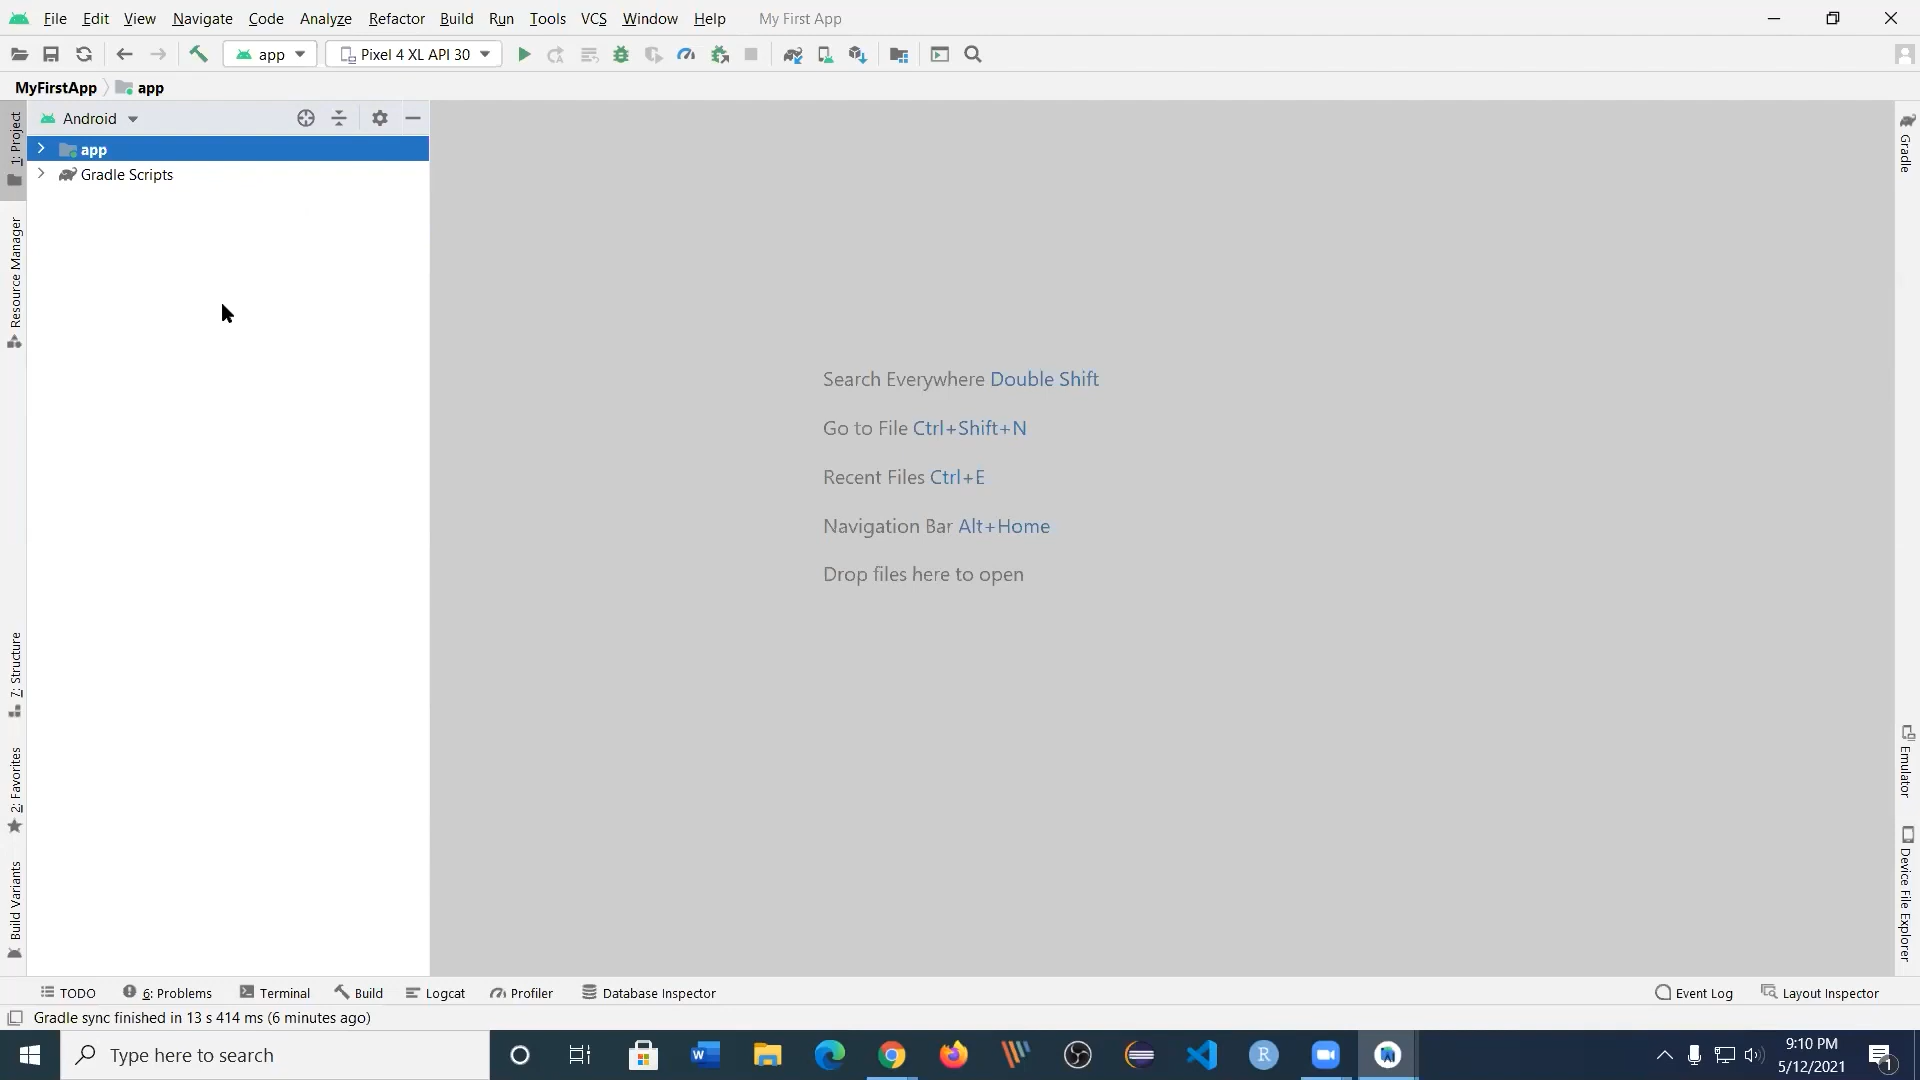 File Edit View Navigate Code Analyze Refactor Build Run Tools VCS Window Help My First App
app Pixel 4 XL API 30
MyFirstApp app
Android
app
Gradle Scripts
1: Project
Resource Manager
7: Structure
2: Favorites
Build Variants
Search Everywhere Double Shift
Go to File Ctrl+Shift+N
Recent Files Ctrl+E
Navigation Bar Alt+Home
Drop files here to open
Gradle
Emulator
Device File Explorer
TODO 6: Problems Terminal Build Logcat Profiler Database Inspector Event Log Layout Inspector
Gradle sync finished in 13 s 414 ms (6 minutes ago)
Type here to search
W
R
9:10 PM
5/12/2021
1